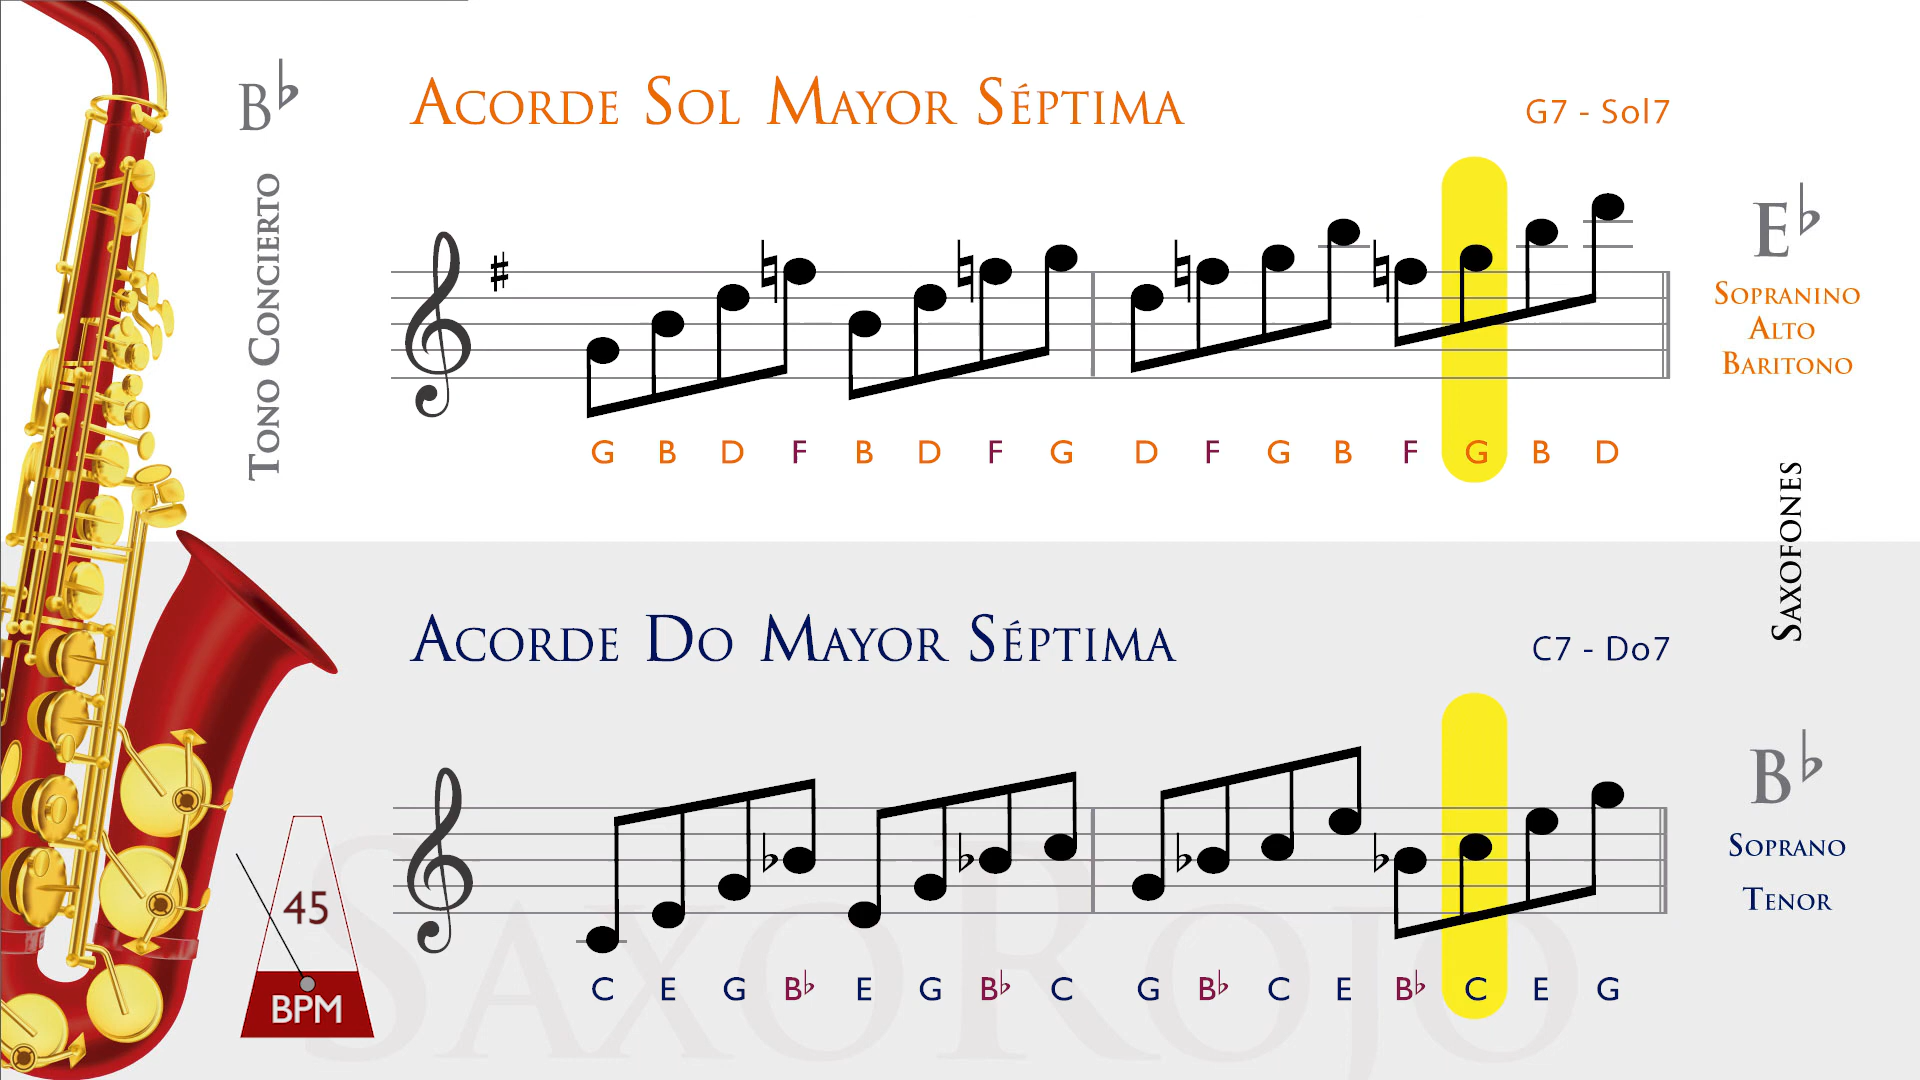 B♭
Tono Concierto
Acorde Sol Mayor Séptima
G7 - Sol7
E♭
Sopranino
Alto
Baritono
G B D F B D F G D F G B F G B D
Saxofones
Acorde Do Mayor Séptima
C7 - Do7
B♭
Soprano
Tenor
45
BPM
C E G B♭ E G B♭ C G B♭ C E B♭ C E G
SaxoRojo